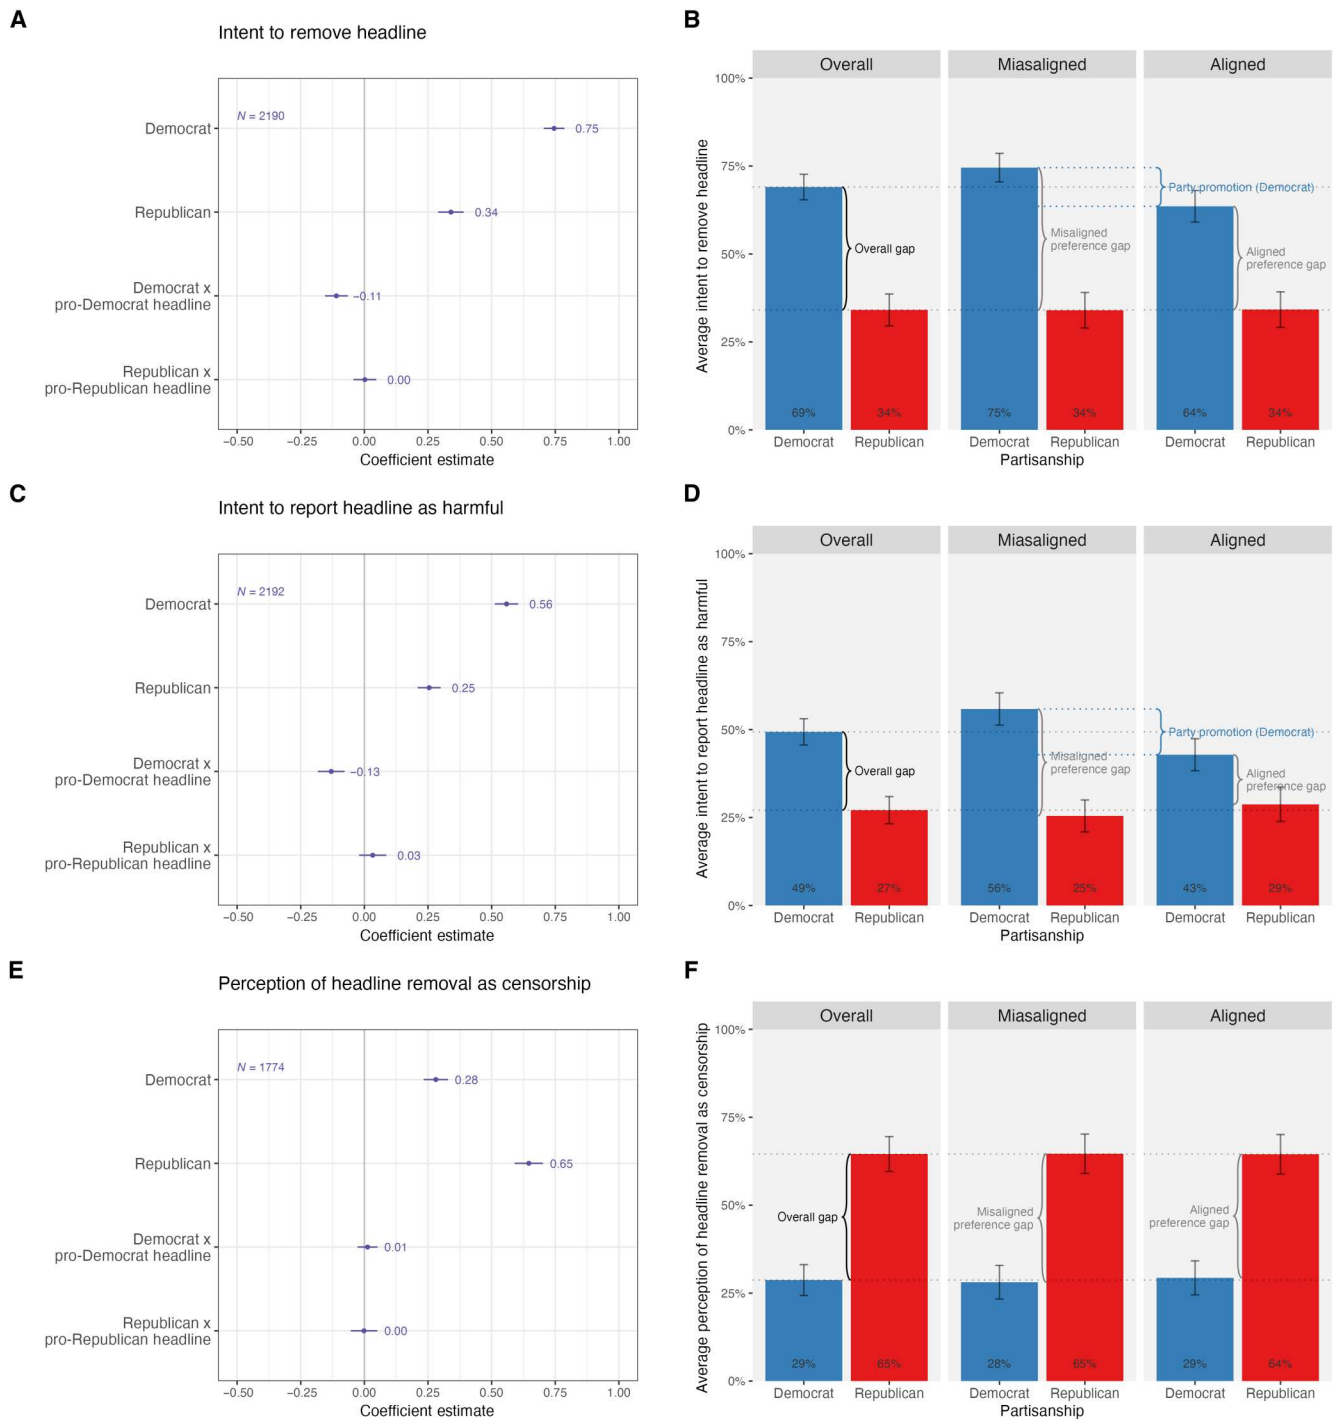 A
Intent to remove headline
N = 2190
Democrat
0.75
Republican
0.34
Democrat x
pro-Democrat headline
−0.11
Republican x
pro-Republican headline
0.00
−0.50 −0.25 0.00 0.25 0.50 0.75 1.00
Coefficient estimate
B
Overall Miasaligned Aligned
Average intent to remove headline
100%
75%
50%
25%
0%
Party promotion (Democrat)
Overall gap
Misaligned
preference gap
Aligned
preference gap
69% 34% 75% 34% 64% 34%
Democrat Republican Democrat Republican Democrat Republican
Partisanship
C
Intent to report headline as harmful
N = 2192
Democrat
0.56
Republican
0.25
Democrat x
pro-Democrat headline
−0.13
Republican x
pro-Republican headline
0.03
−0.50 −0.25 0.00 0.25 0.50 0.75 1.00
Coefficient estimate
D
Overall Miasaligned Aligned
Average intent to report headline as harmful
100%
75%
50%
25%
0%
Party promotion (Democrat)
Overall gap
Misaligned
preference gap
Aligned
preference gap
49% 27% 56% 25% 43% 29%
Democrat Republican Democrat Republican Democrat Republican
Partisanship
E
Perception of headline removal as censorship
N = 1774
Democrat
0.28
Republican
0.65
Democrat x
pro-Democrat headline
0.01
Republican x
pro-Republican headline
0.00
−0.50 −0.25 0.00 0.25 0.50 0.75 1.00
Coefficient estimate
F
Overall Miasaligned Aligned
Average perception of headline removal as censorship
100%
75%
50%
25%
0%
Overall gap
Misaligned
preference gap
Aligned
preference gap
29% 65% 28% 65% 29% 64%
Democrat Republican Democrat Republican Democrat Republican
Partisanship